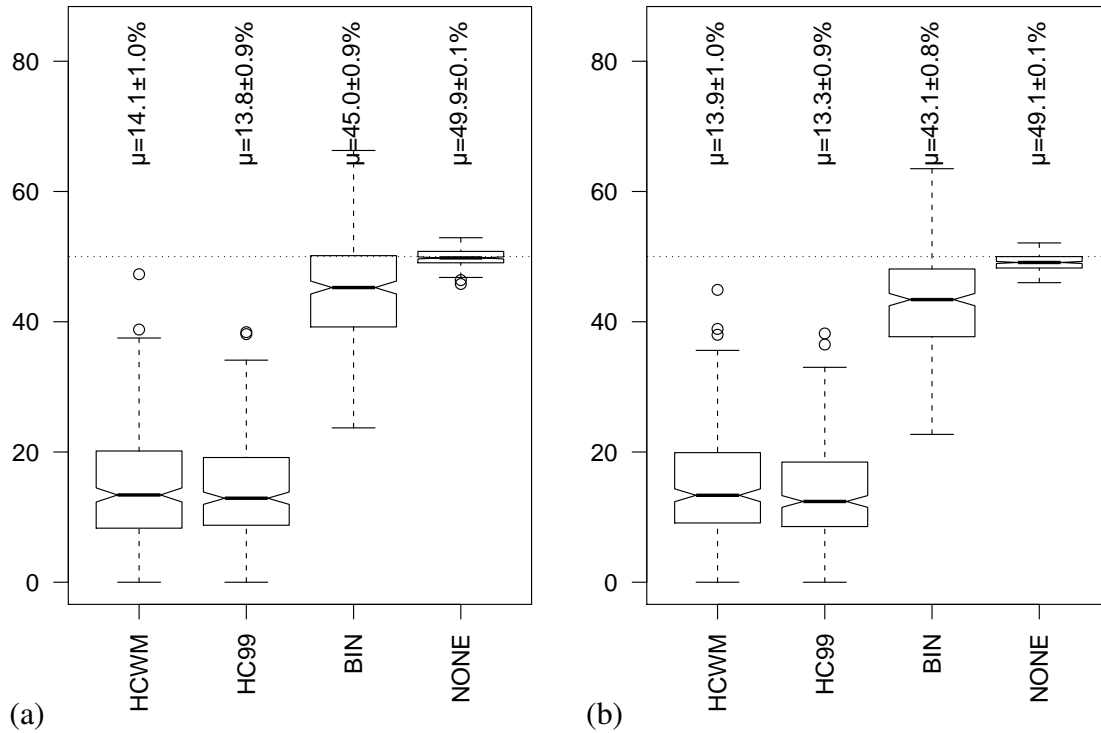 80
60
40
20
0
μ=14.1±1.0%
μ=13.8±0.9%
μ=45.0±0.9%
μ=49.9±0.1%
HCWM
HC99
BIN
NONE
(a)
80
60
40
20
0
μ=13.9±1.0%
μ=13.3±0.9%
μ=43.1±0.8%
μ=49.1±0.1%
HCWM
HC99
BIN
NONE
(b)